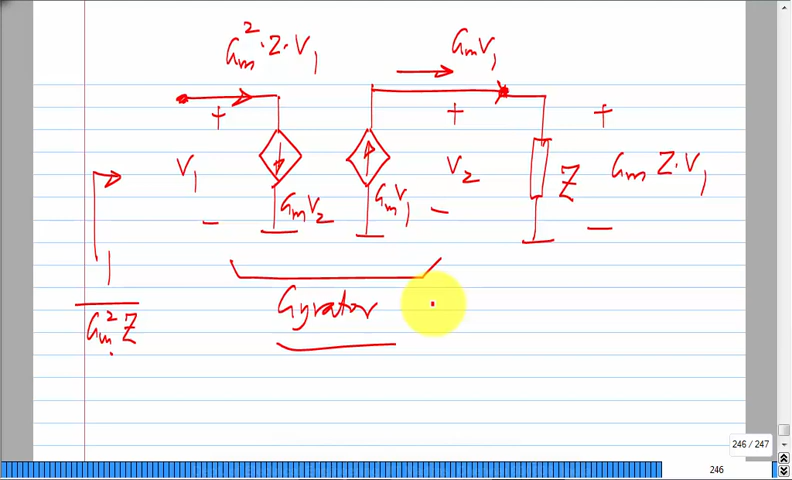 Gm²·Z·V₁
GmV₁
+ + +
V₁ GmV₂ GmV₁ V₂ Z Gm Z·V₁
- - -
1
Gm²Z
Gyrator
246 / 247
246